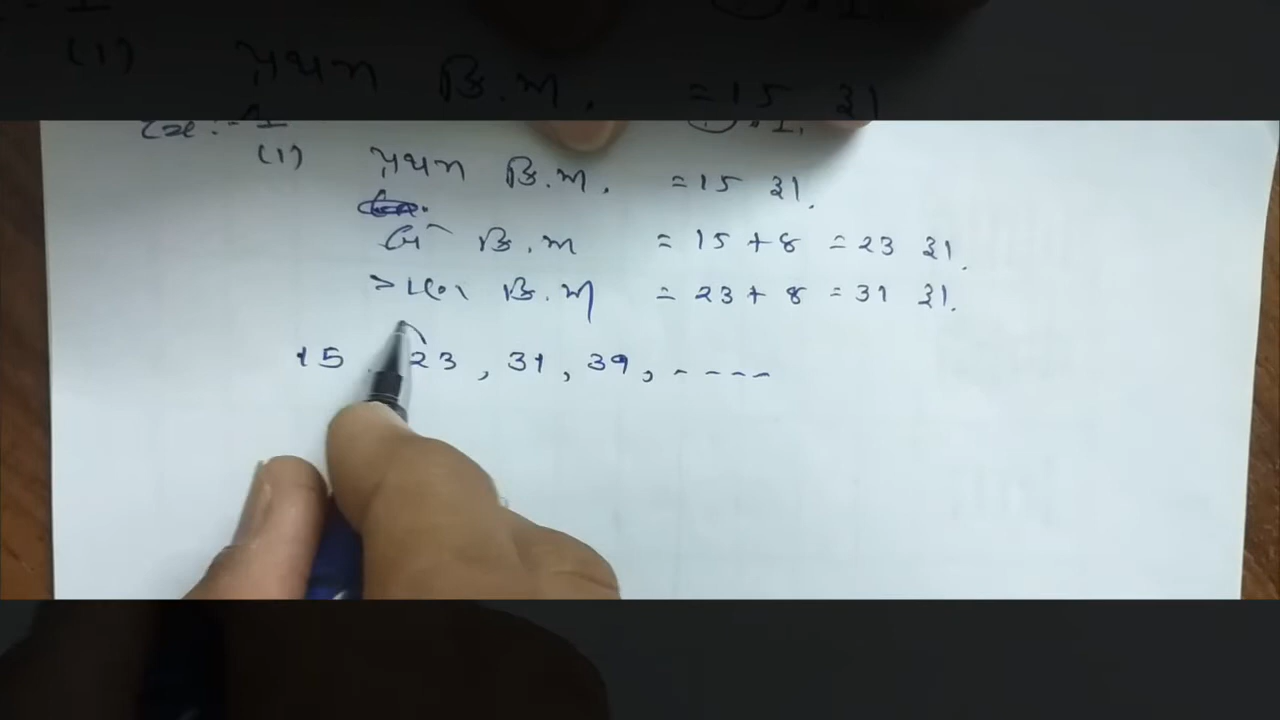 (1) પ્રથમ કિ.મી. = 15 રૂ.
કિ.મી = 15 + 8 = 23 રૂ.
કિ.મી = 23 + 8 = 31 રૂ.
15 , 23 , 31 , 39 , - - - -